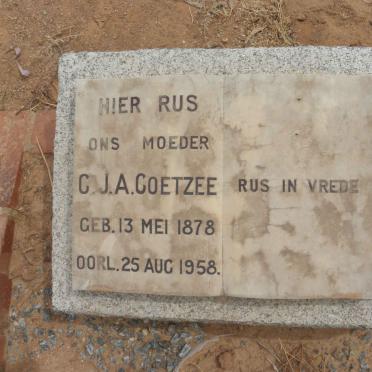 HIER RUS
ONS MOEDER
C.J.A.COETZEE
GEB.13 MEI 1878
OORL.25 AUG 1958.
RUS IN VREDE